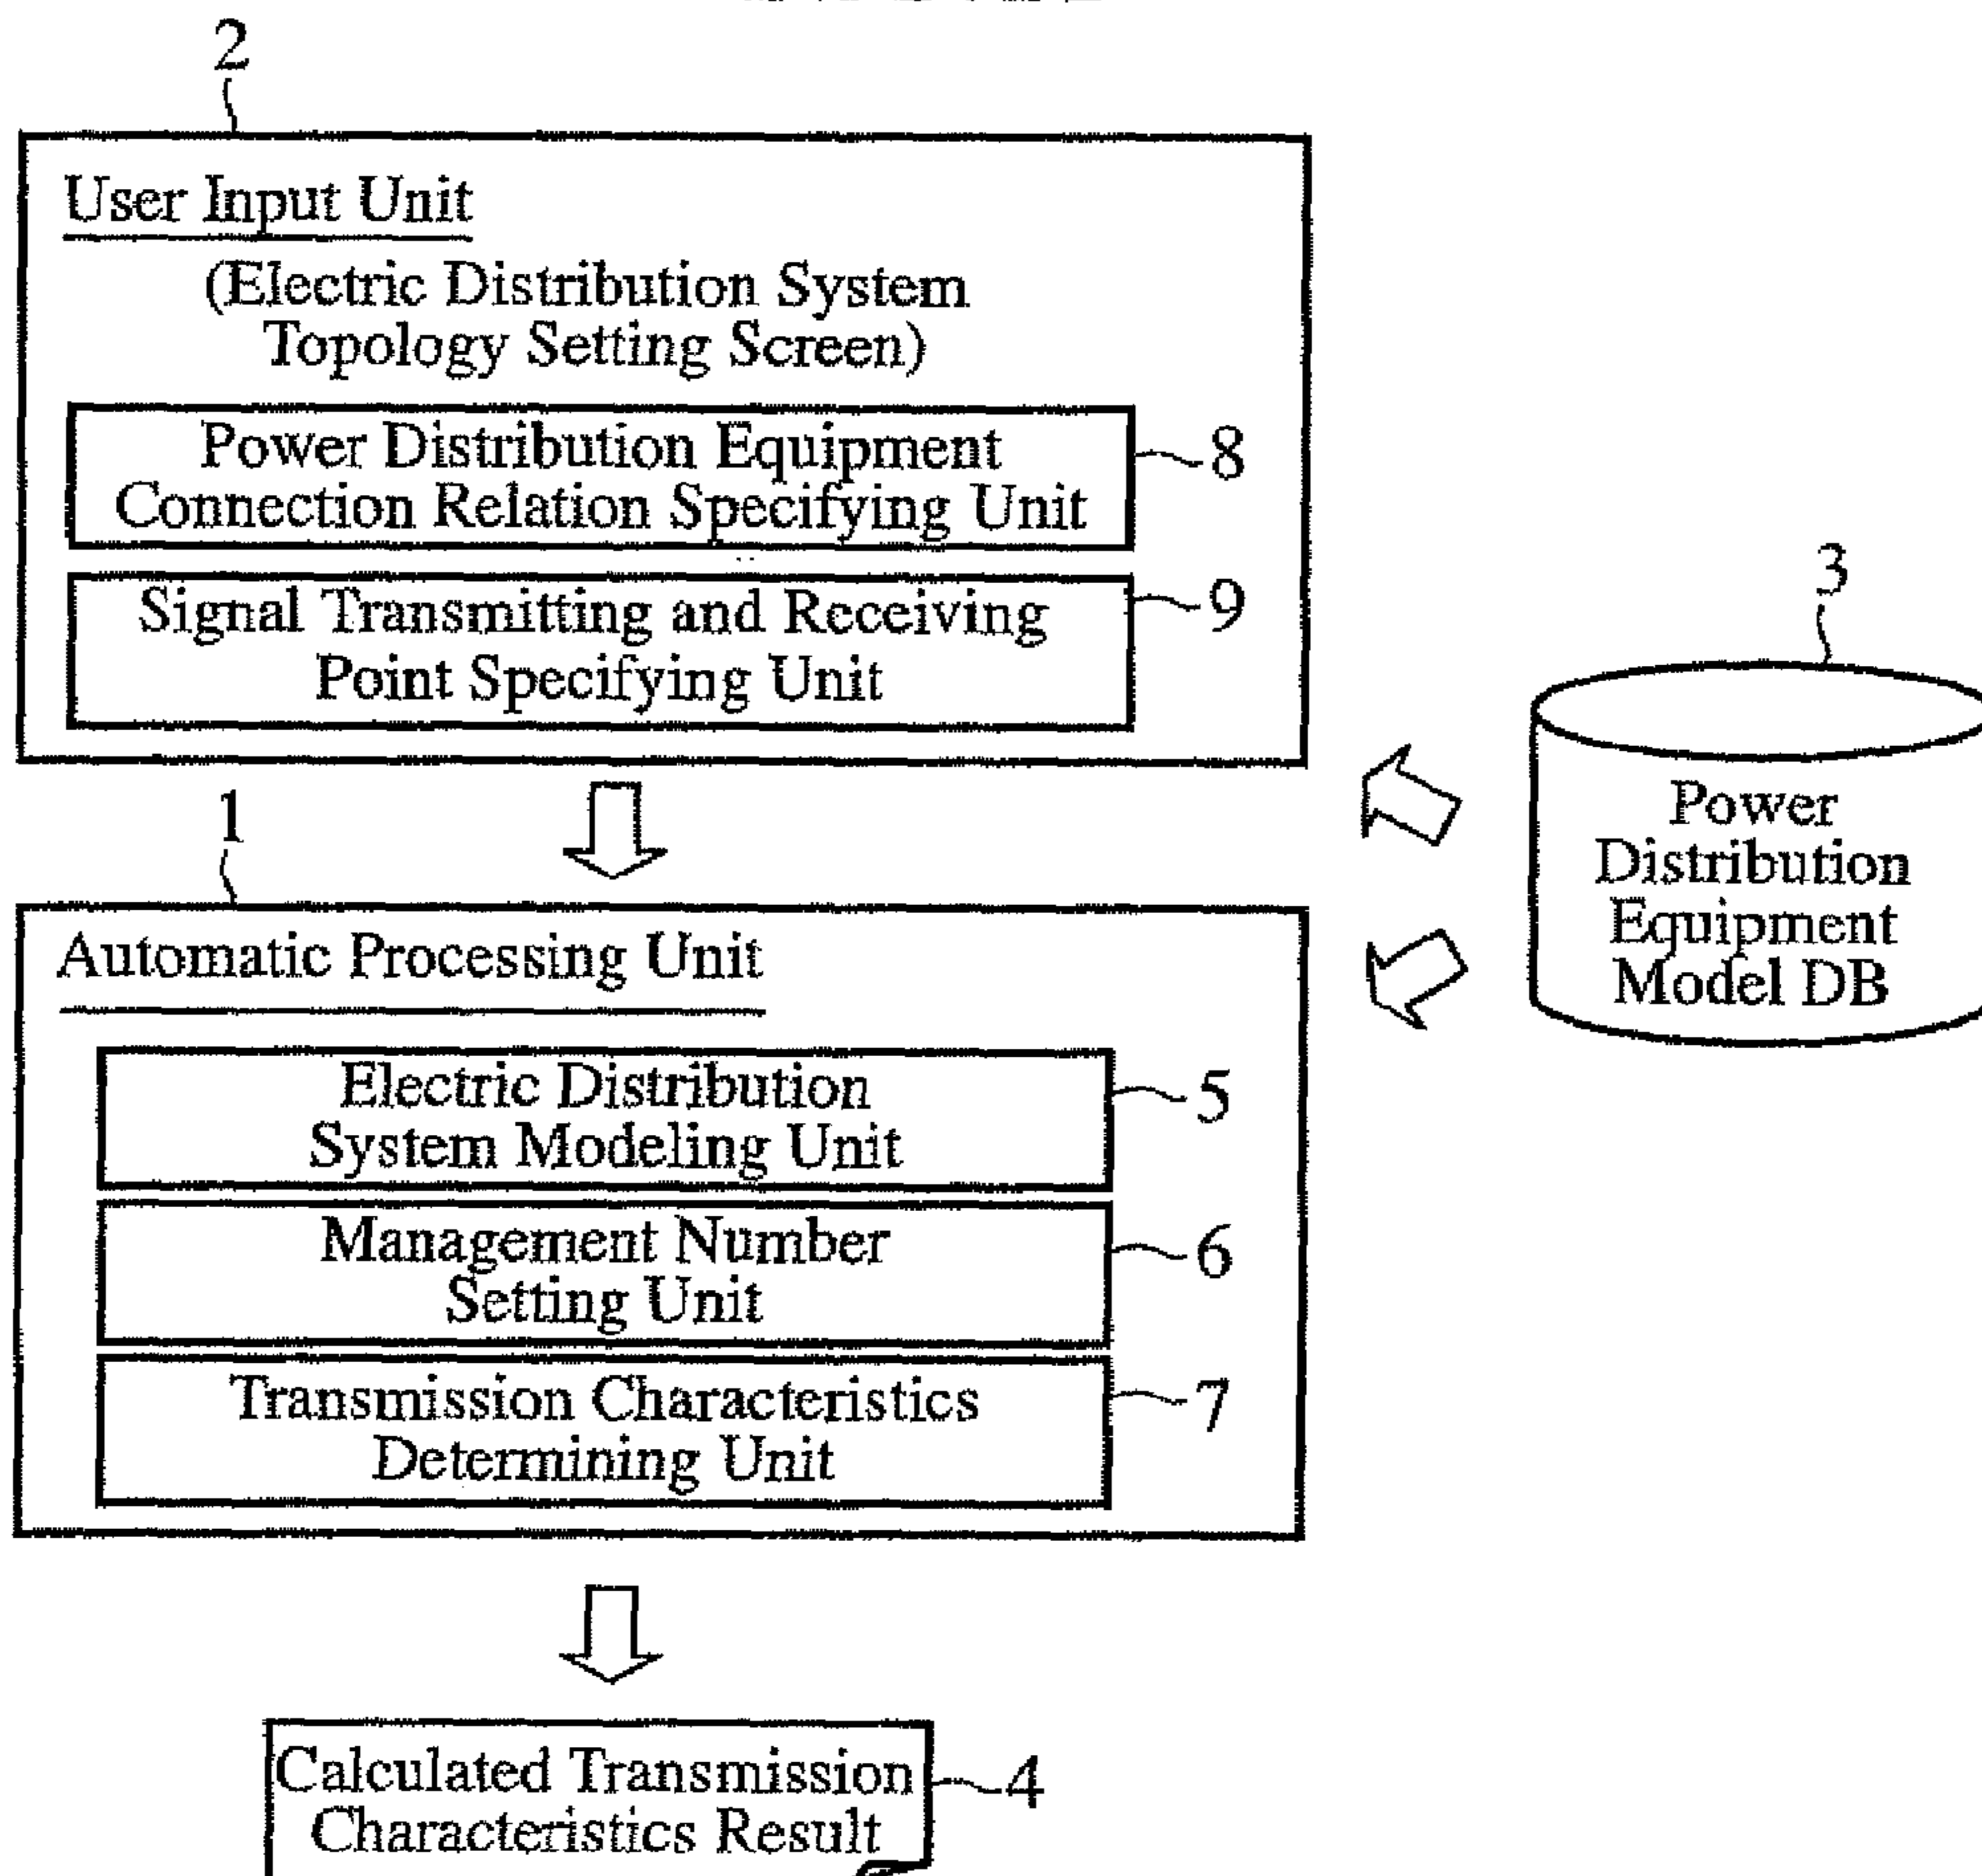 2
User Input Unit
(Electric Distribution System
Topology Setting Screen)
Power Distribution Equipment
Connection Relation Specifying Unit
8
Signal Transmitting and Receiving
Point Specifying Unit
9
3
Power
Distribution
Equipment
Model DB
1
Automatic Processing Unit
Electric Distribution
System Modeling Unit
5
Management Number
Setting Unit
6
Transmission Characteristics
Determining Unit
7
Calculated Transmission
Characteristics Result
4